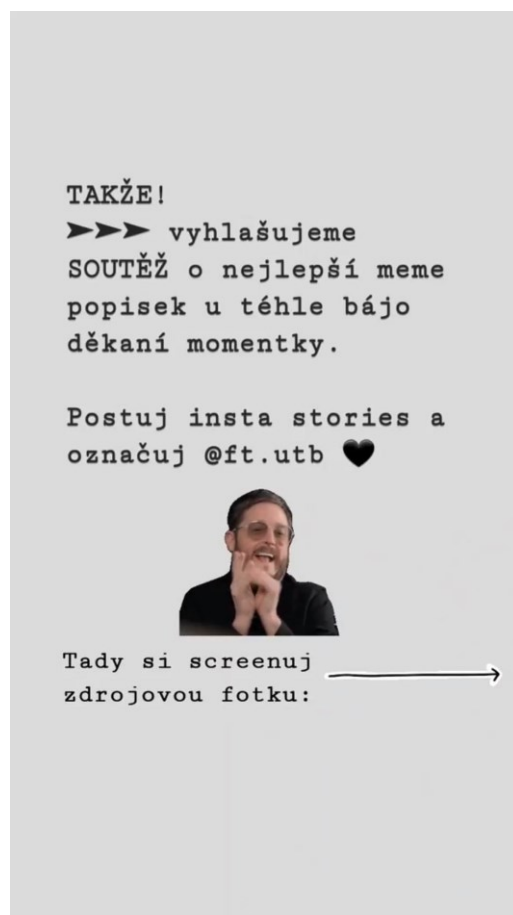 TAKŽE!
➤➤➤ vyhlašujeme
SOUTĚŽ o nejlepší meme
popisek u téhle bájo
děkaní momentky.
Postuj insta stories a
označuj @ft.utb 🖤
Tady si screenuj
zdrojovou fotku: